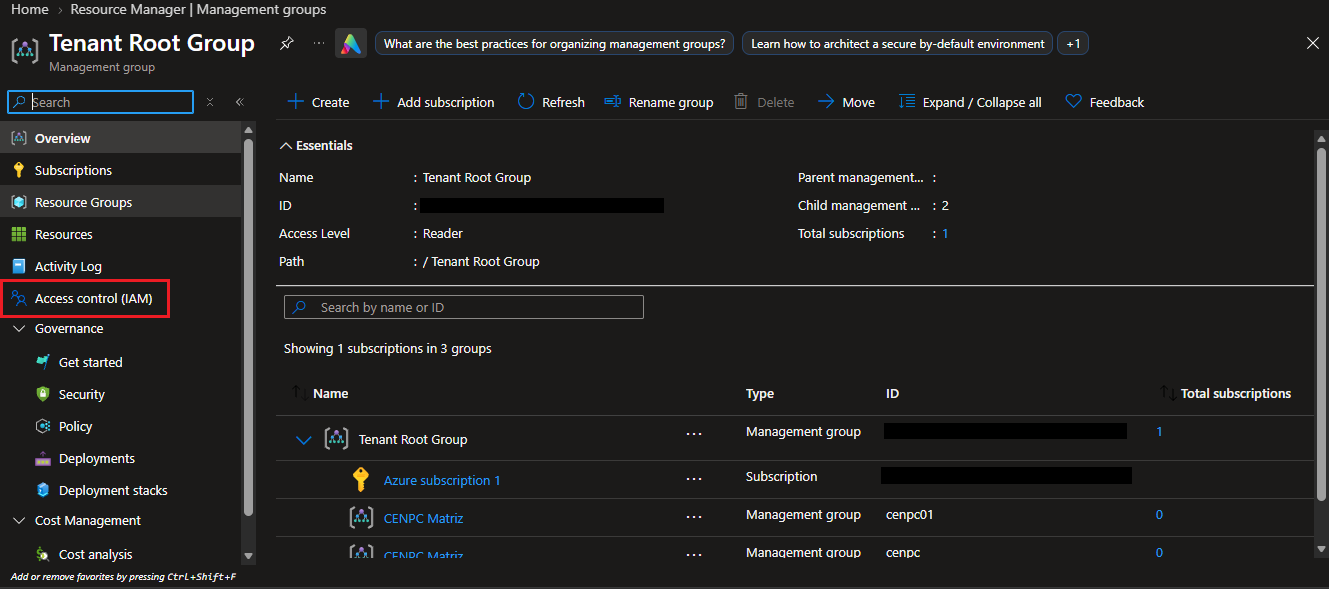 Home > Resource Manager | Management groups
Tenant Root Group
Management group
What are the best practices for organizing management groups?
Learn how to architect a secure by-default environment
+1
Search
Overview
Subscriptions
Resource Groups
Resources
Activity Log
Access control (IAM)
Governance
Get started
Security
Policy
Deployments
Deployment stacks
Cost Management
Cost analysis
Add or remove favorites by pressing Ctrl+Shift+F
Create
Add subscription
Refresh
Rename group
Delete
Move
Expand / Collapse all
Feedback
Essentials
Name : Tenant Root Group
ID :
Access Level : Reader
Path : / Tenant Root Group
Parent management... :
Child management ... : 2
Total subscriptions : 1
Search by name or ID
Showing 1 subscriptions in 3 groups
Name Type ID Total subscriptions
Tenant Root Group ... Management group 1
Azure subscription 1 ... Subscription
CENPC Matriz ... Management group cenpc01 0
CENPC Matriz ... Management group cenpc 0